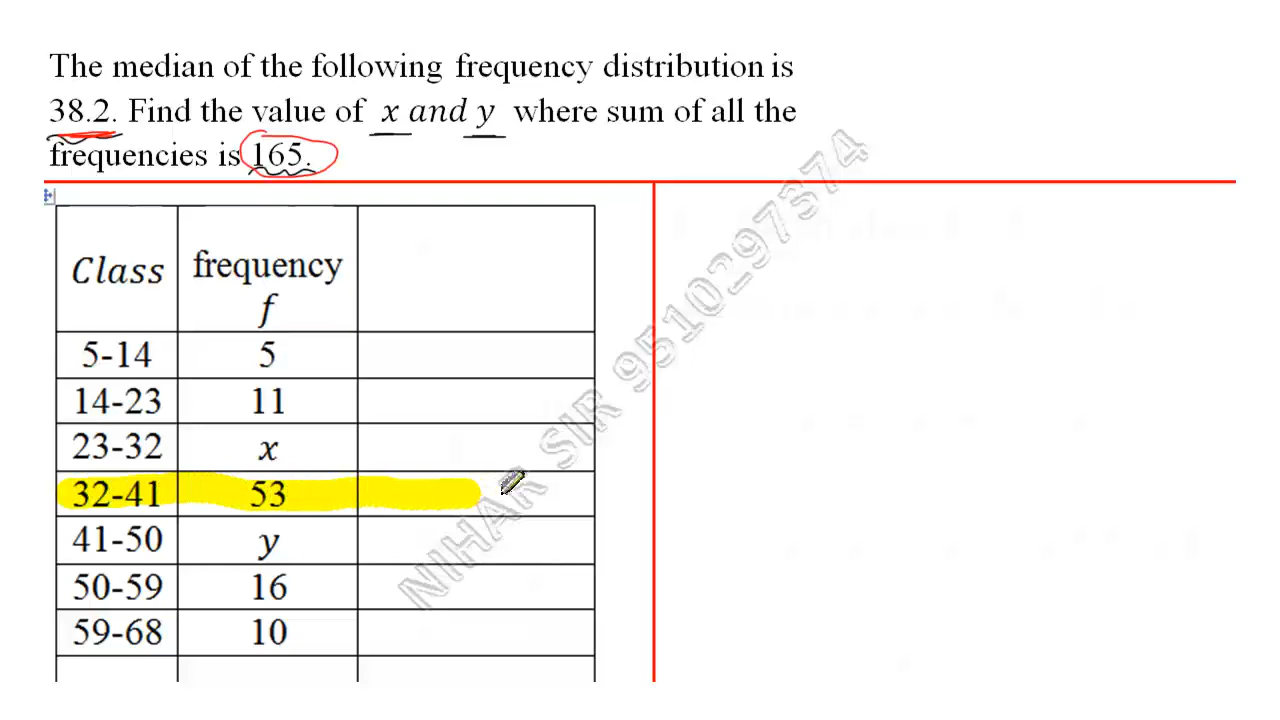 The median of the following frequency distribution is
38.2. Find the value of x and y where sum of all the
frequencies is 165.
Class frequency f
5-14 5
14-23 11
23-32 x
32-41 53
41-50 y
50-59 16
59-68 10
NIHAR SIR 9510297374